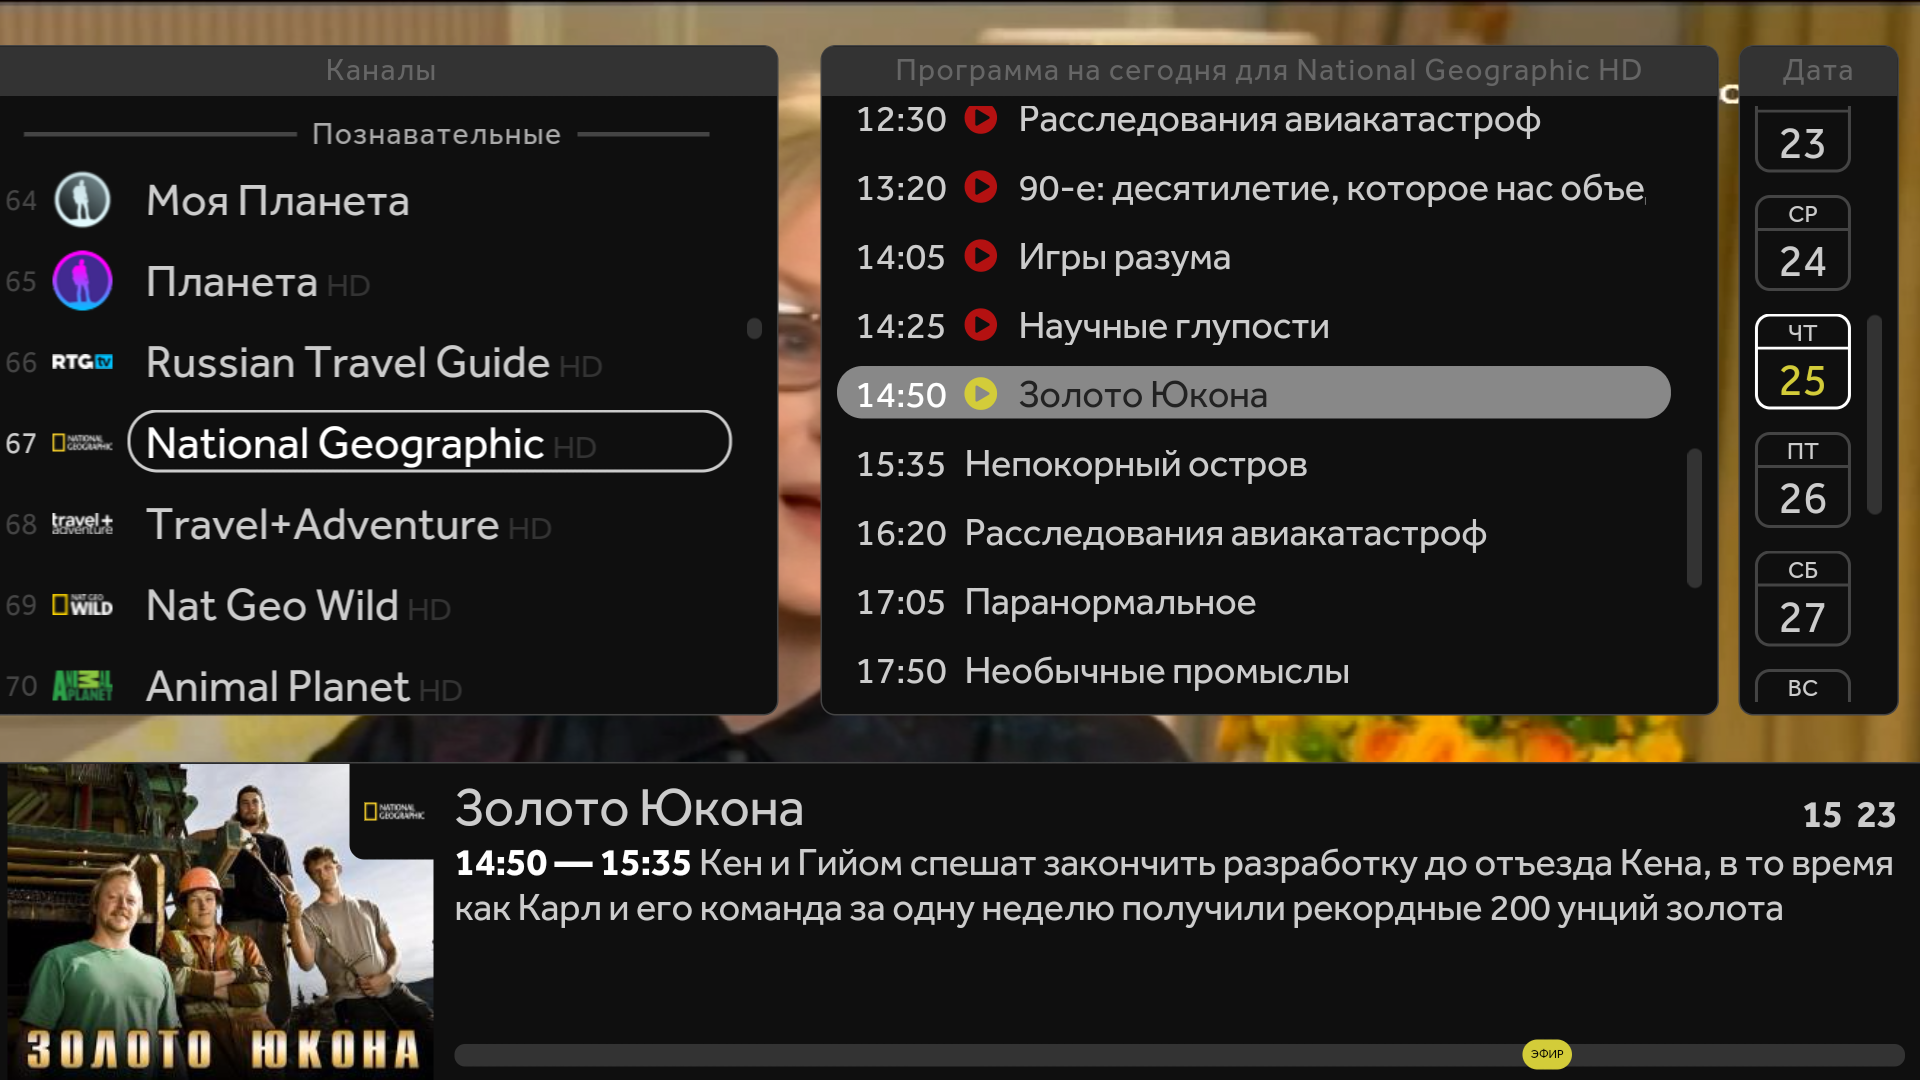 Каналы
Познавательные
64 Моя Планета
65 Планета HD
66 RTG tv Russian Travel Guide HD
67 NATIONAL GEOGRAPHIC National Geographic HD
68 travel+ adventure Travel+Adventure HD
69 NAT GEO WILD Nat Geo Wild HD
70 ANIMAL PLANET Animal Planet HD
Программа на сегодня для National Geographic HD
12:30 Расследования авиакатастроф
13:20 90-е: десятилетие, которое нас объе
14:05 Игры разума
14:25 Научные глупости
14:50 Золото Юкона
15:35 Непокорный остров
16:20 Расследования авиакатастроф
17:05 Паранормальное
17:50 Необычные промыслы
Дата
23
СР
24
ЧТ
25
ПТ
26
СБ
27
ВС
NATIONAL GEOGRAPHIC
ЗОЛОТО ЮКОНА
Золото Юкона
15 23
14:50 — 15:35 Кен и Гийом спешат закончить разработку до отъезда Кена, в то время
как Карл и его команда за одну неделю получили рекордные 200 унций золота
ЭФИР